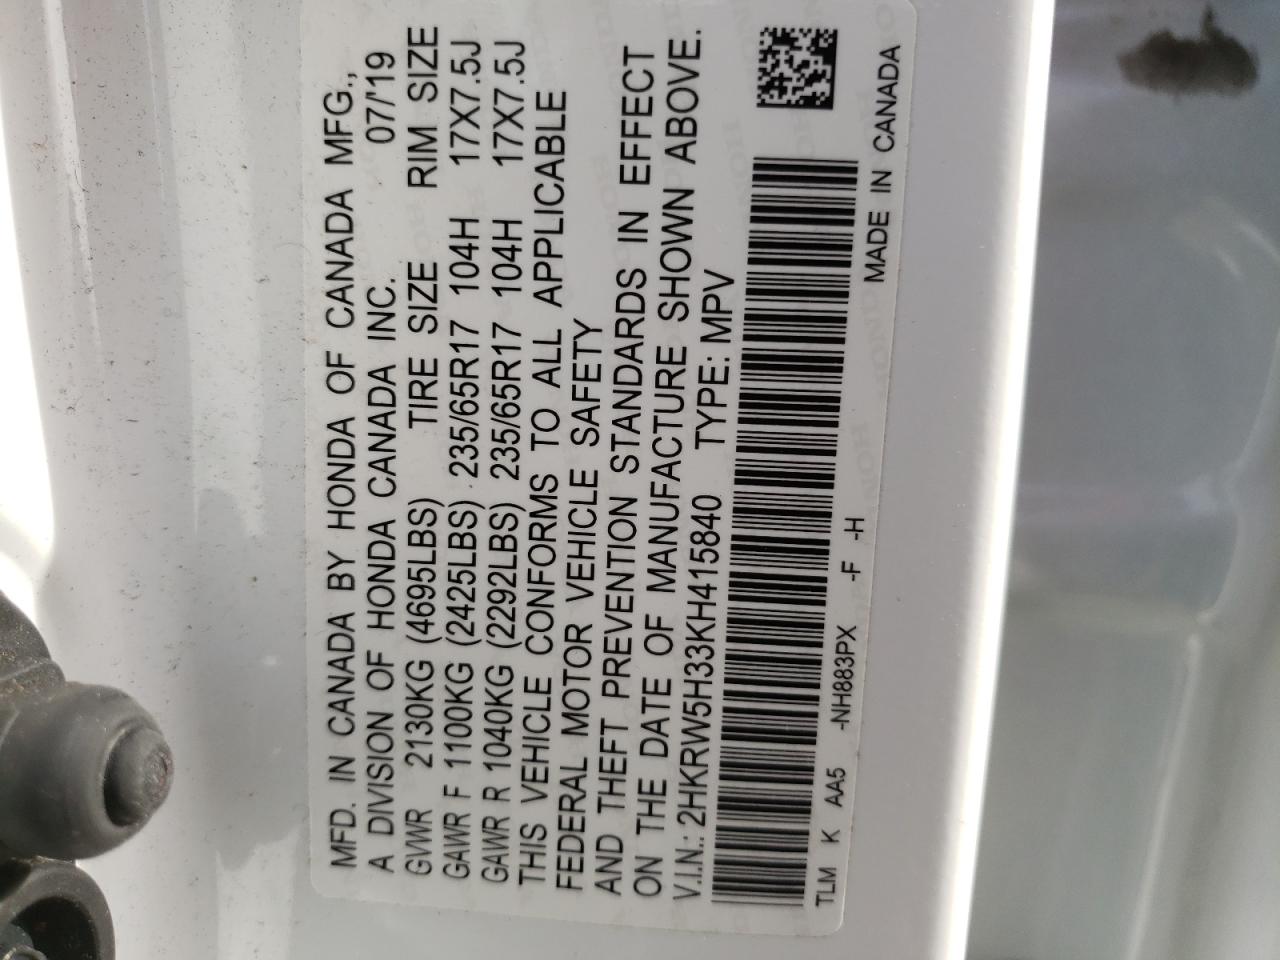 MFD. IN CANADA BY HONDA OF CANADA MFG.,
A DIVISION OF HONDA CANADA INC. 07/'19
GVWR 2130KG (4695LBS) TIRE SIZE RIM SIZE
GAWR F 1100KG (2425LBS) 235/65R17 104H 17X7.5J
GAWR R 1040KG (2292LBS) 235/65R17 104H 17X7.5J
THIS VEHICLE CONFORMS TO ALL APPLICABLE
FEDERAL MOTOR VEHICLE SAFETY
AND THEFT PREVENTION STANDARDS IN EFFECT
ON THE DATE OF MANUFACTURE SHOWN ABOVE.
V.I.N.: 2HKRW5H33KH415840 TYPE: MPV
TLM K AA5 -NH883PX -F -H
MADE IN CANADA